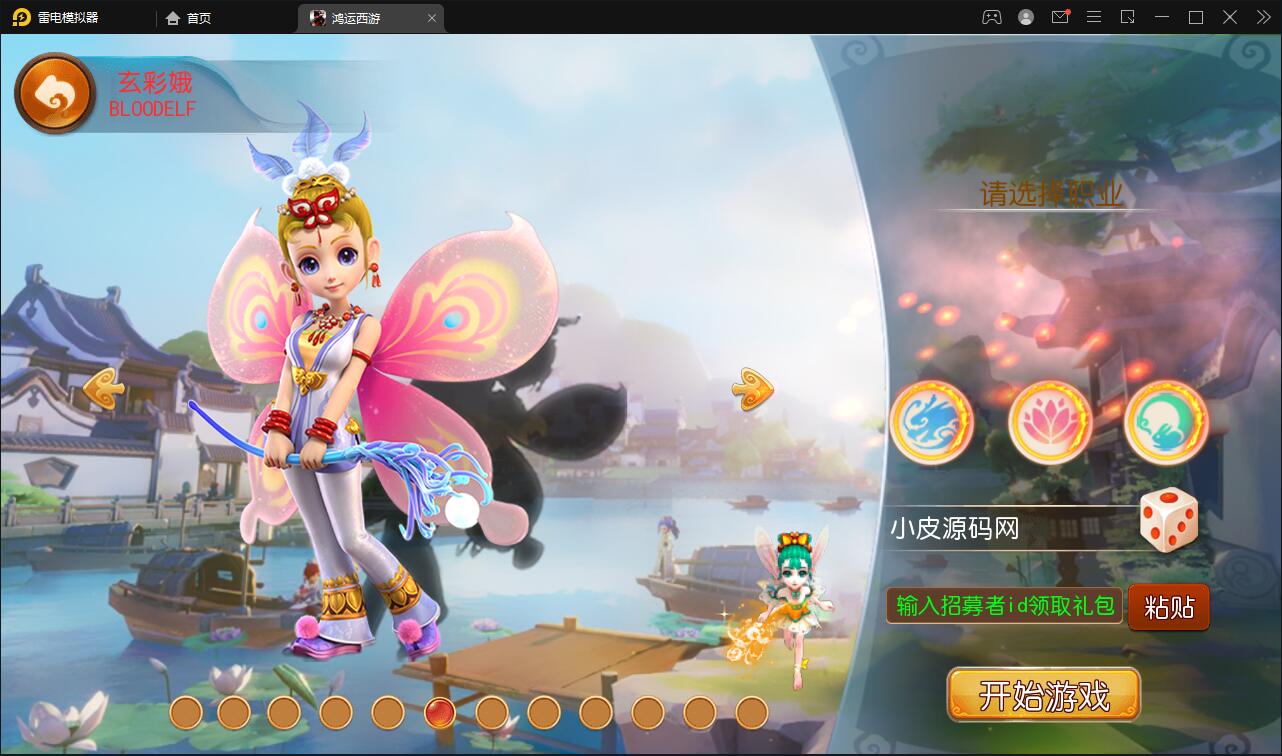 雷电模拟器
首页
鸿运西游
玄彩娥
BLOODELF
请选择职业
小皮源码网
输入招募者id领取礼包
粘贴
开始游戏